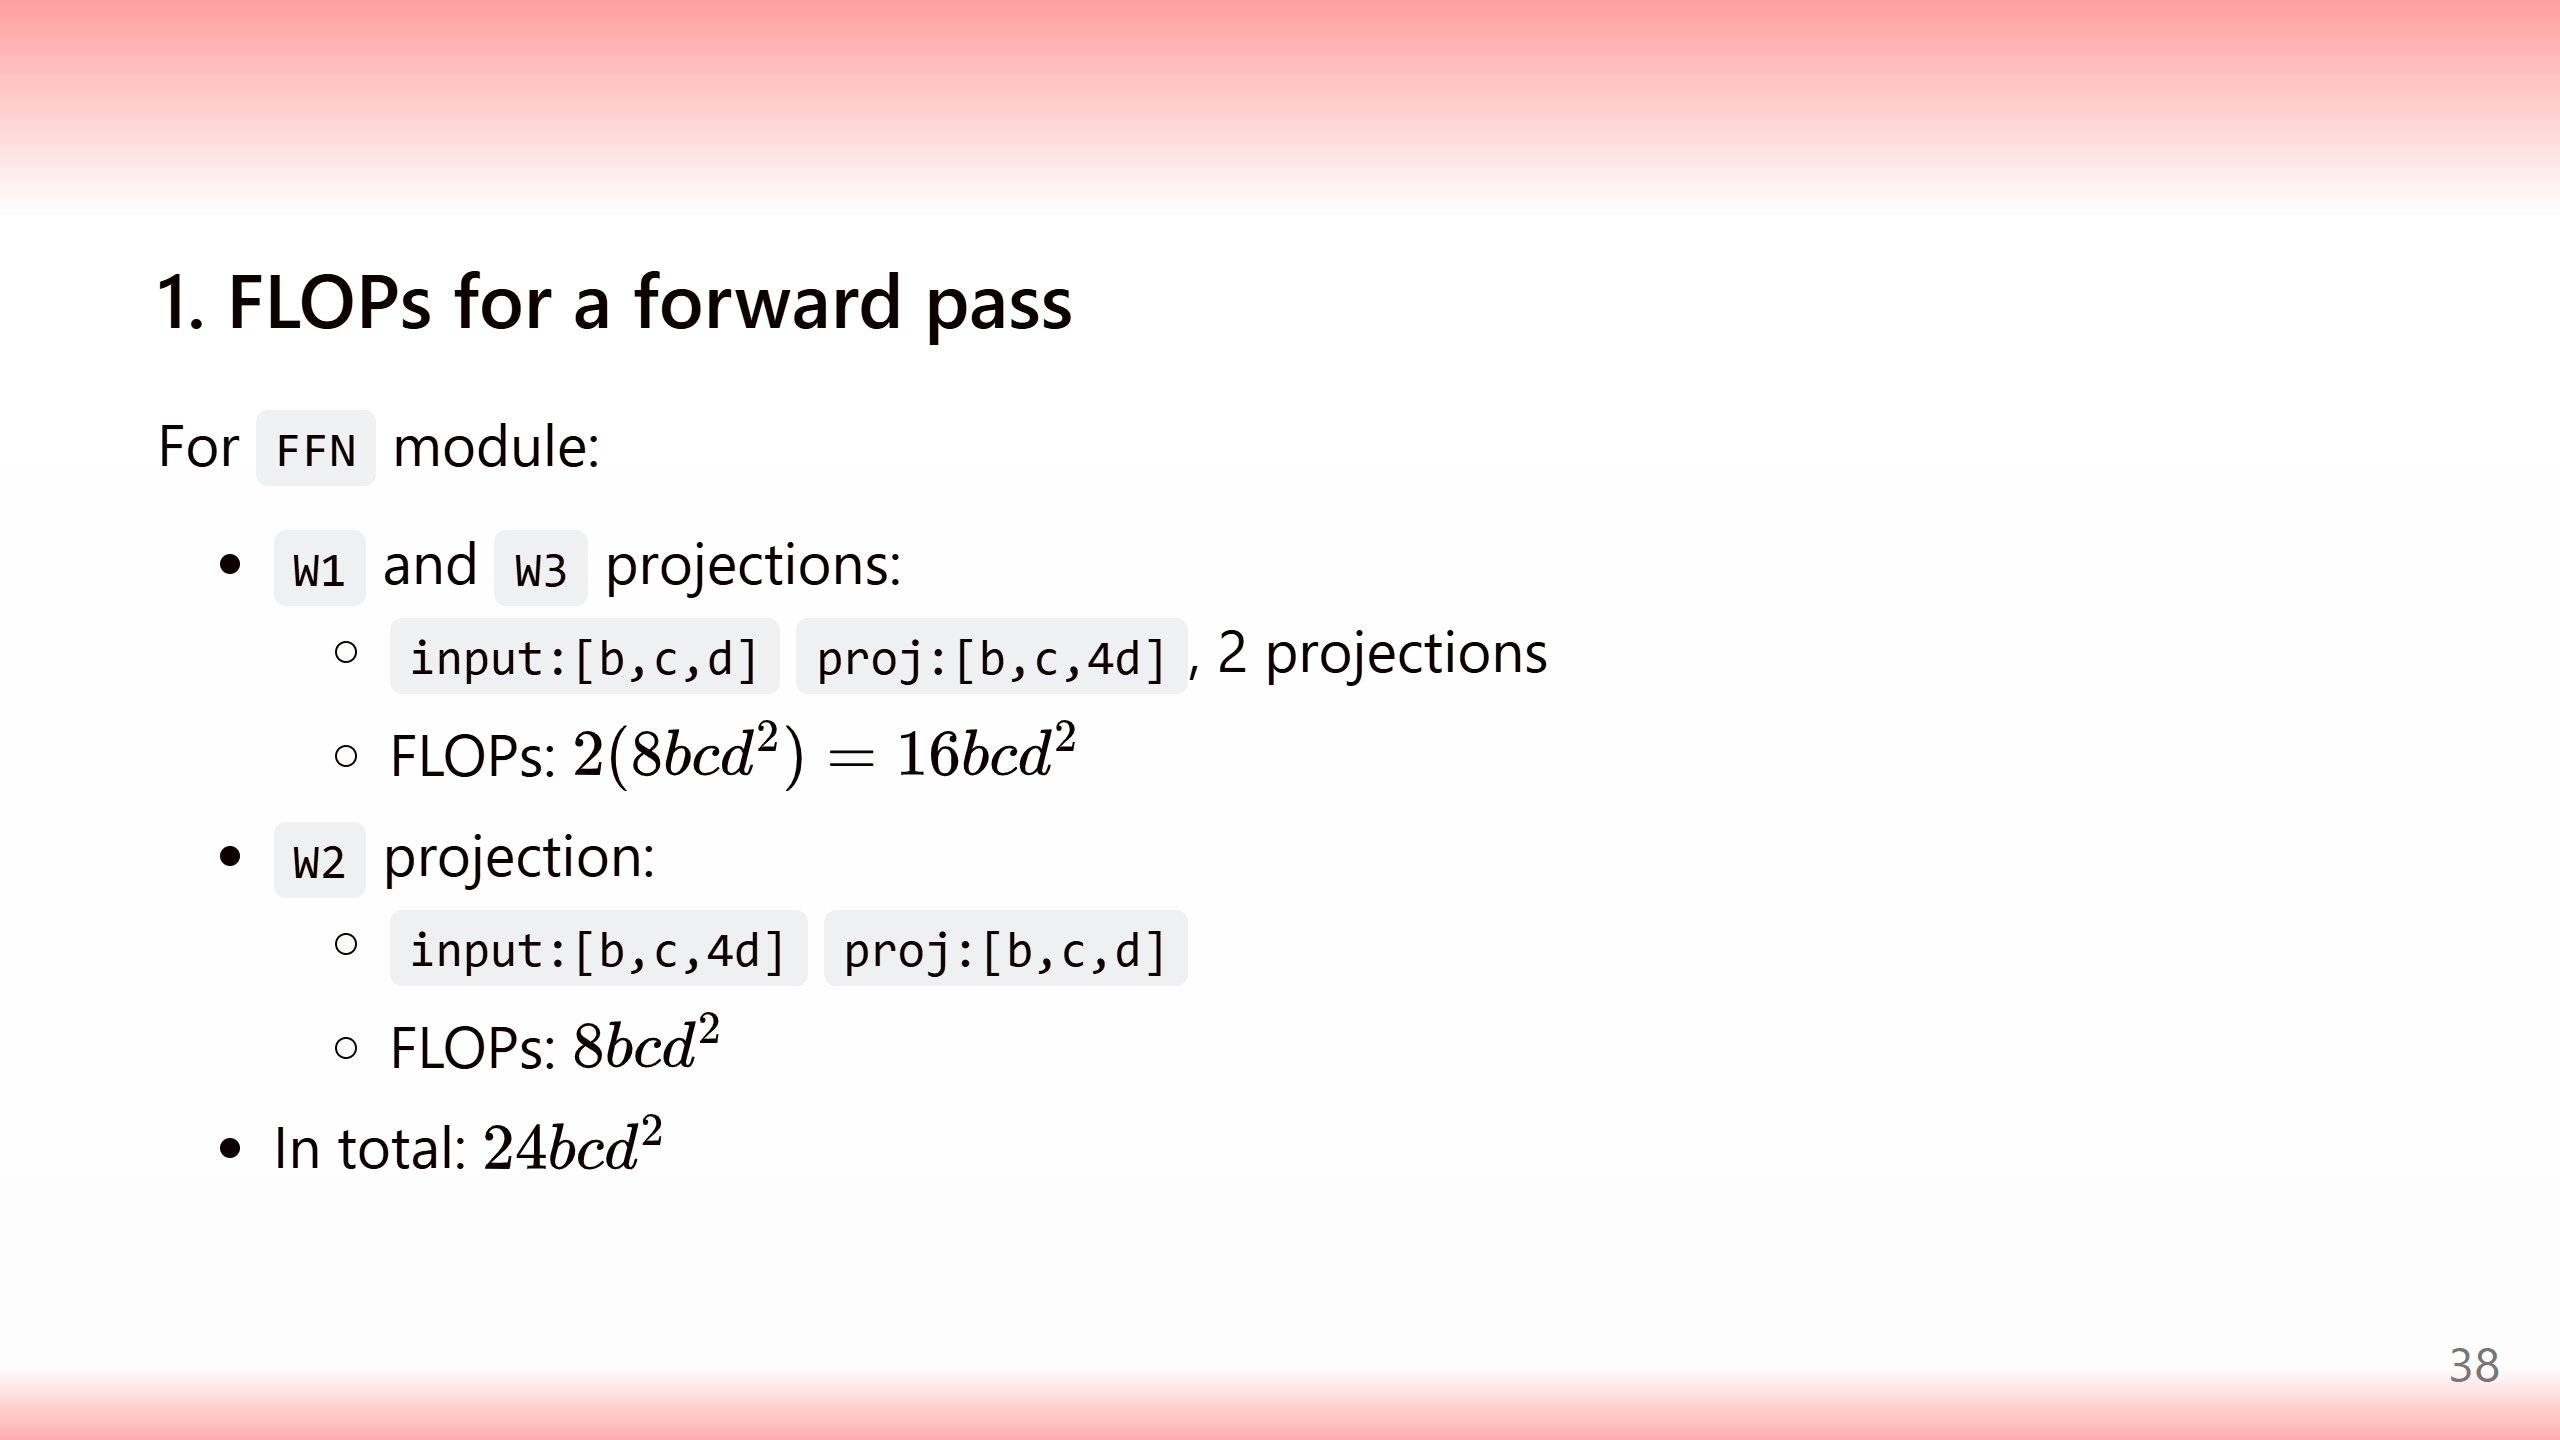 1. FLOPs for a forward pass
For FFN module:
• W1 and W3 projections:
○ input:[b,c,d] proj:[b,c,4d], 2 projections
○ FLOPs: 2(8bcd²) = 16bcd²
• W2 projection:
○ input:[b,c,4d] proj:[b,c,d]
○ FLOPs: 8bcd²
• In total: 24bcd²
38